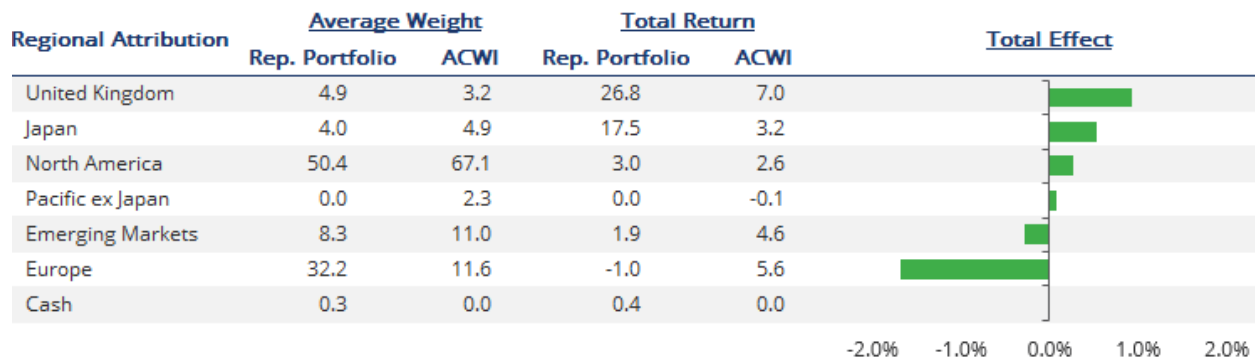 Average Weight Total Return
Regional Attribution Total Effect
Rep. Portfolio ACWI Rep. Portfolio ACWI
United Kingdom 4.9 3.2 26.8 7.0
Japan 4.0 4.9 17.5 3.2
North America 50.4 67.1 3.0 2.6
Pacific ex Japan 0.0 2.3 0.0 -0.1
Emerging Markets 8.3 11.0 1.9 4.6
Europe 32.2 11.6 -1.0 5.6
Cash 0.3 0.0 0.4 0.0
-2.0% -1.0% 0.0% 1.0% 2.0%